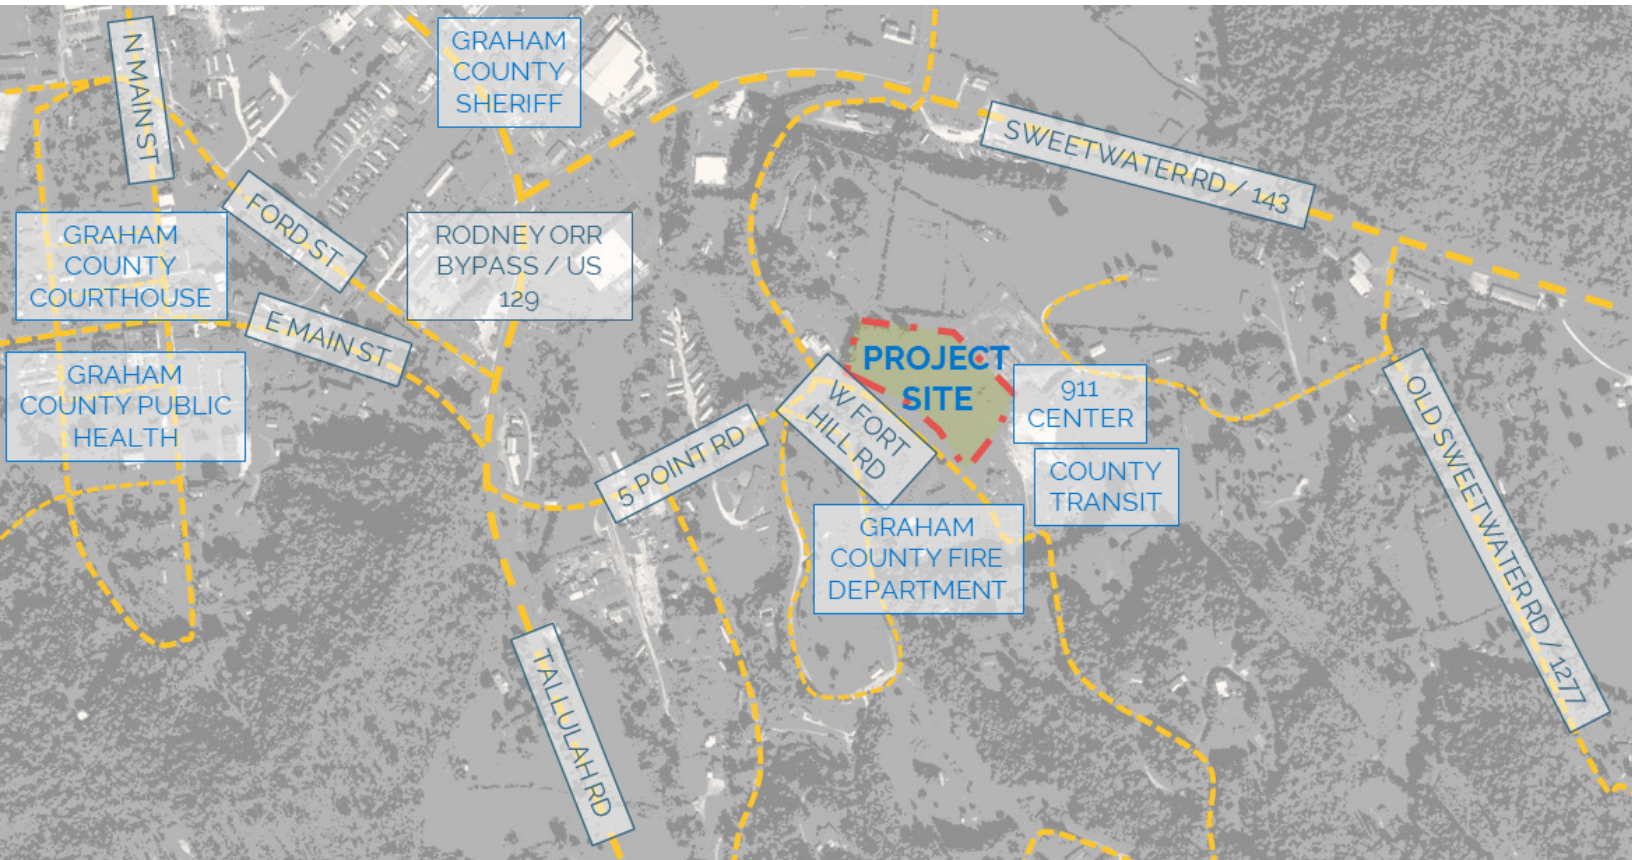 N MAIN ST
GRAHAM
COUNTY
SHERIFF
SWEETWATER RD / 143
FORD ST
GRAHAM
COUNTY
COURTHOUSE
RODNEY ORR
BYPASS / US
129
E MAIN ST
GRAHAM
COUNTY PUBLIC
HEALTH
PROJECT
SITE
911
CENTER
W FORT
HILL RD
5 POINT RD
COUNTY
TRANSIT
OLD SWEETWATER RD / 1277
GRAHAM
COUNTY FIRE
DEPARTMENT
TALLULAH RD